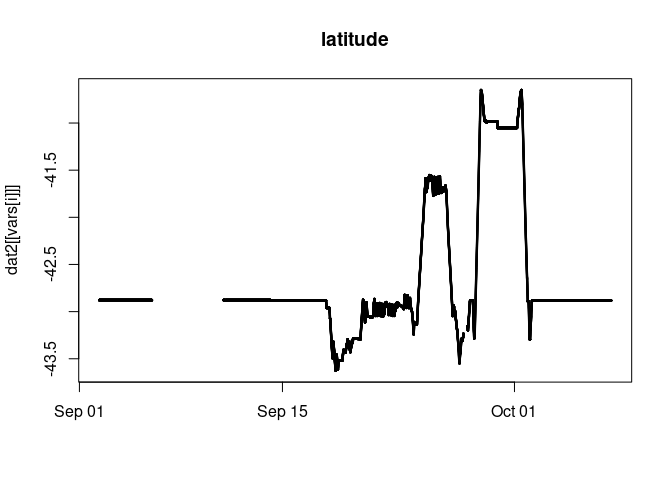 latitude
dat2[[vars[i]]]
-41.5
-42.5
-43.5
Sep 01
Sep 15
Oct 01